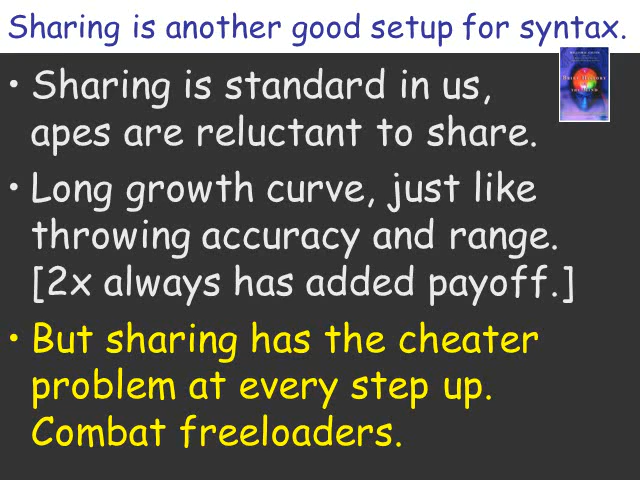 Sharing is another good setup for syntax.
• Sharing is standard in us,
apes are reluctant to share.
• Long growth curve, just like
throwing accuracy and range.
[2x always has added payoff.]
• But sharing has the cheater
problem at every step up.
Combat freeloaders.